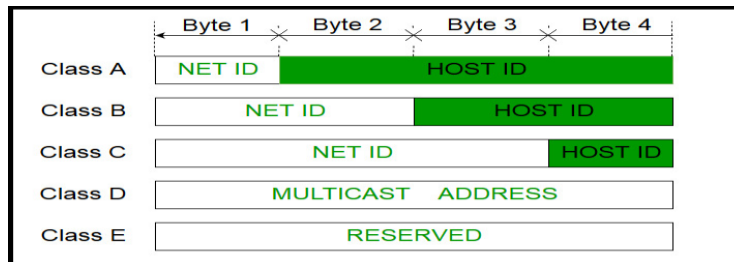 Byte 1 Byte 2 Byte 3 Byte 4
Class A NET ID HOST ID
Class B NET ID HOST ID
Class C NET ID HOST ID
Class D MULTICAST ADDRESS
Class E RESERVED